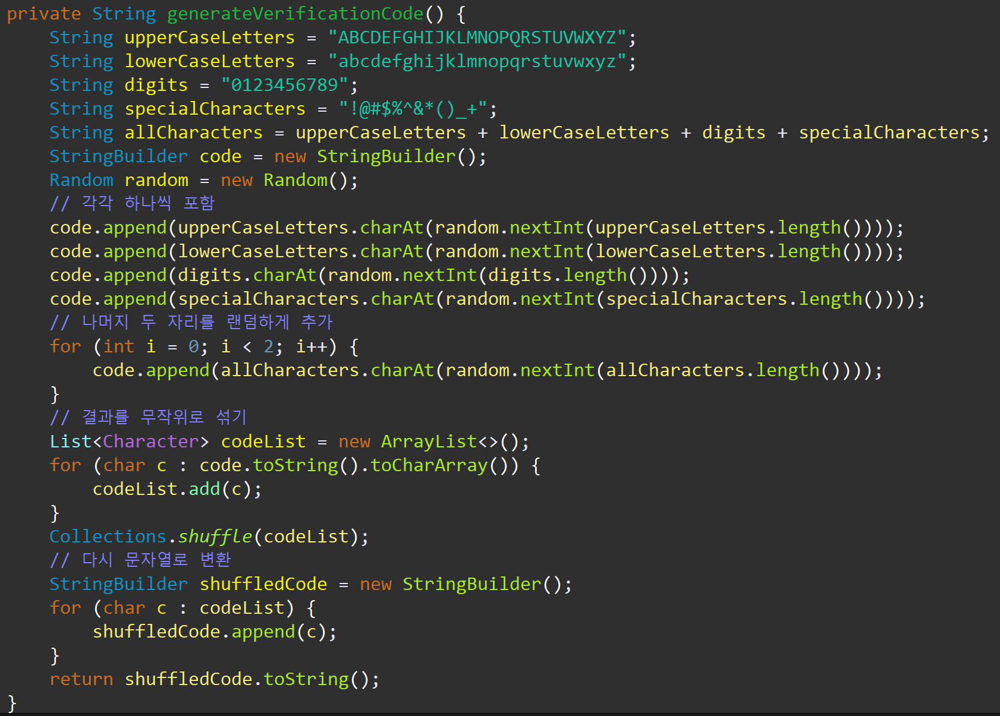 private String generateVerificationCode() {
    String upperCaseLetters = "ABCDEFGHIJKLMNOPQRSTUVWXYZ";
    String lowerCaseLetters = "abcdefghijklmnopqrstuvwxyz";
    String digits = "0123456789";
    String specialCharacters = "!@#$%^&*()_+";
    String allCharacters = upperCaseLetters + lowerCaseLetters + digits + specialCharacters;
    StringBuilder code = new StringBuilder();
    Random random = new Random();
    // 각각 하나씩 포함
    code.append(upperCaseLetters.charAt(random.nextInt(upperCaseLetters.length())));
    code.append(lowerCaseLetters.charAt(random.nextInt(lowerCaseLetters.length())));
    code.append(digits.charAt(random.nextInt(digits.length())));
    code.append(specialCharacters.charAt(random.nextInt(specialCharacters.length())));
    // 나머지 두 자리를 랜덤하게 추가
    for (int i = 0; i < 2; i++) {
        code.append(allCharacters.charAt(random.nextInt(allCharacters.length())));
    }
    // 결과를 무작위로 섞기
    List<Character> codeList = new ArrayList<>();
    for (char c : code.toString().toCharArray()) {
        codeList.add(c);
    }
    Collections.shuffle(codeList);
    // 다시 문자열로 변환
    StringBuilder shuffledCode = new StringBuilder();
    for (char c : codeList) {
        shuffledCode.append(c);
    }
    return shuffledCode.toString();
}